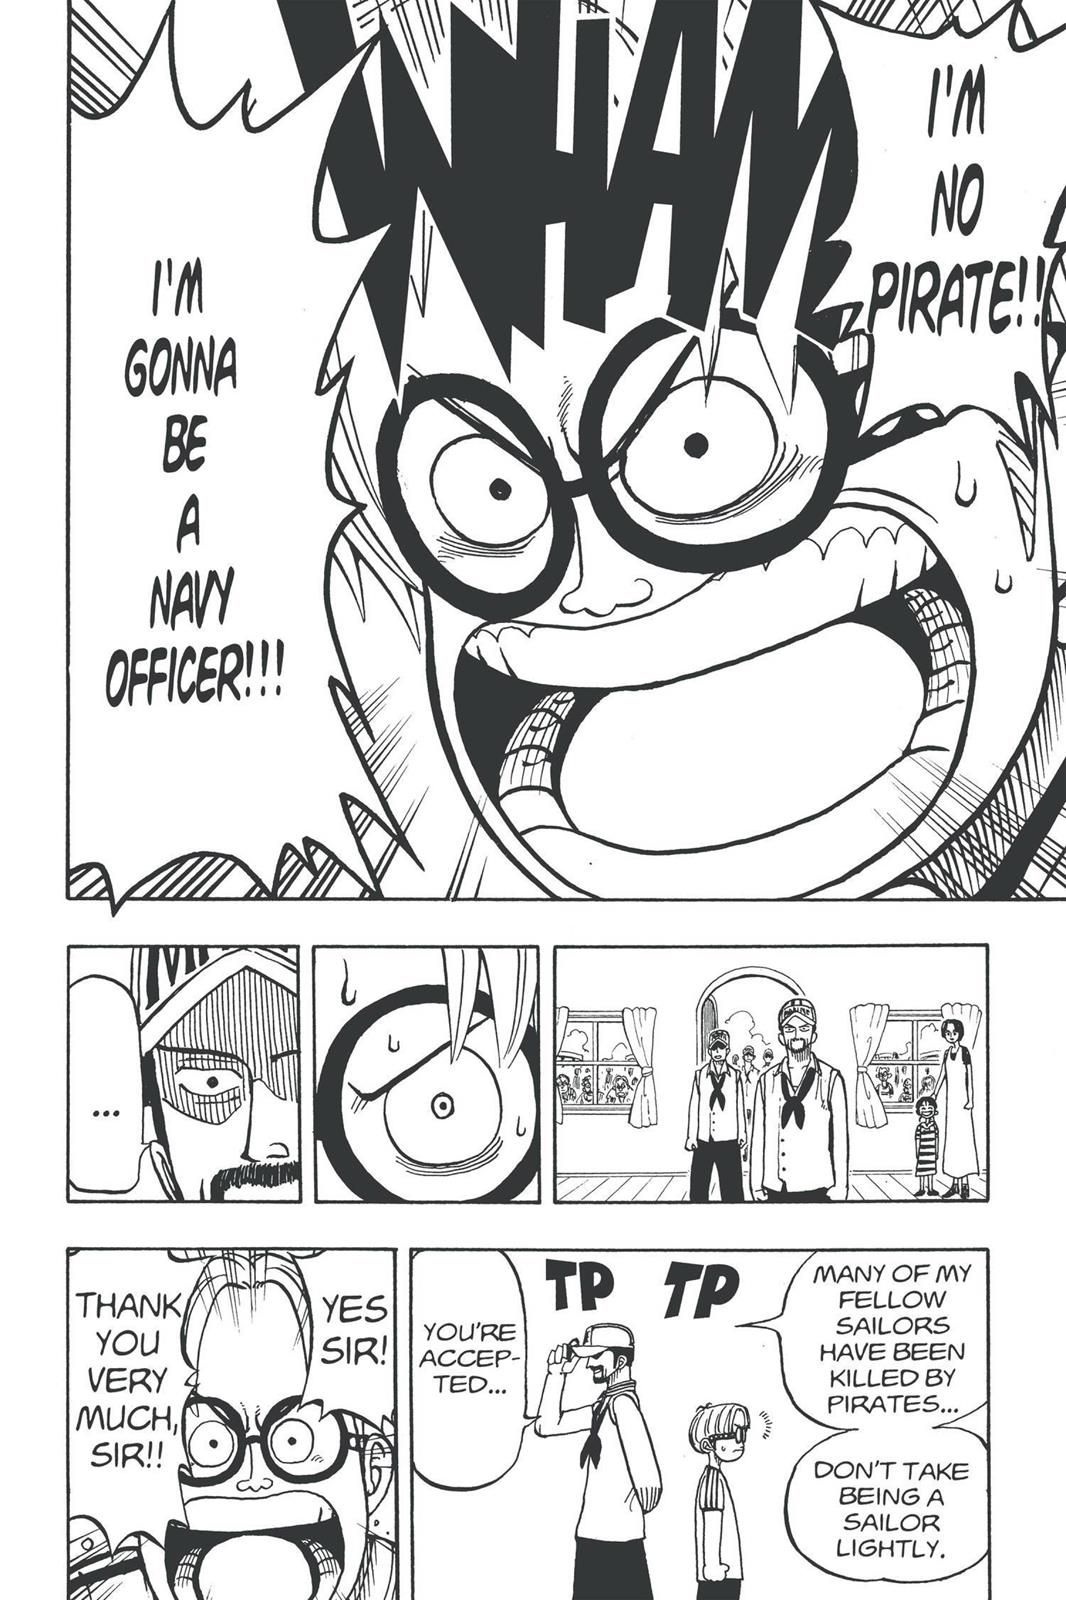 I'M
NO
PIRATE!!
WHAM
I'M
GONNA
BE
A
NAVY
OFFICER!!!
MARINE
...
MANY OF MY
FELLOW
SAILORS
HAVE BEEN
KILLED BY
PIRATES...
DON'T TAKE
BEING A
SAILOR
LIGHTLY.
TP
TP
YOU'RE
ACCEP-
TED...
YES
SIR!
THANK
YOU
VERY
MUCH,
SIR!!